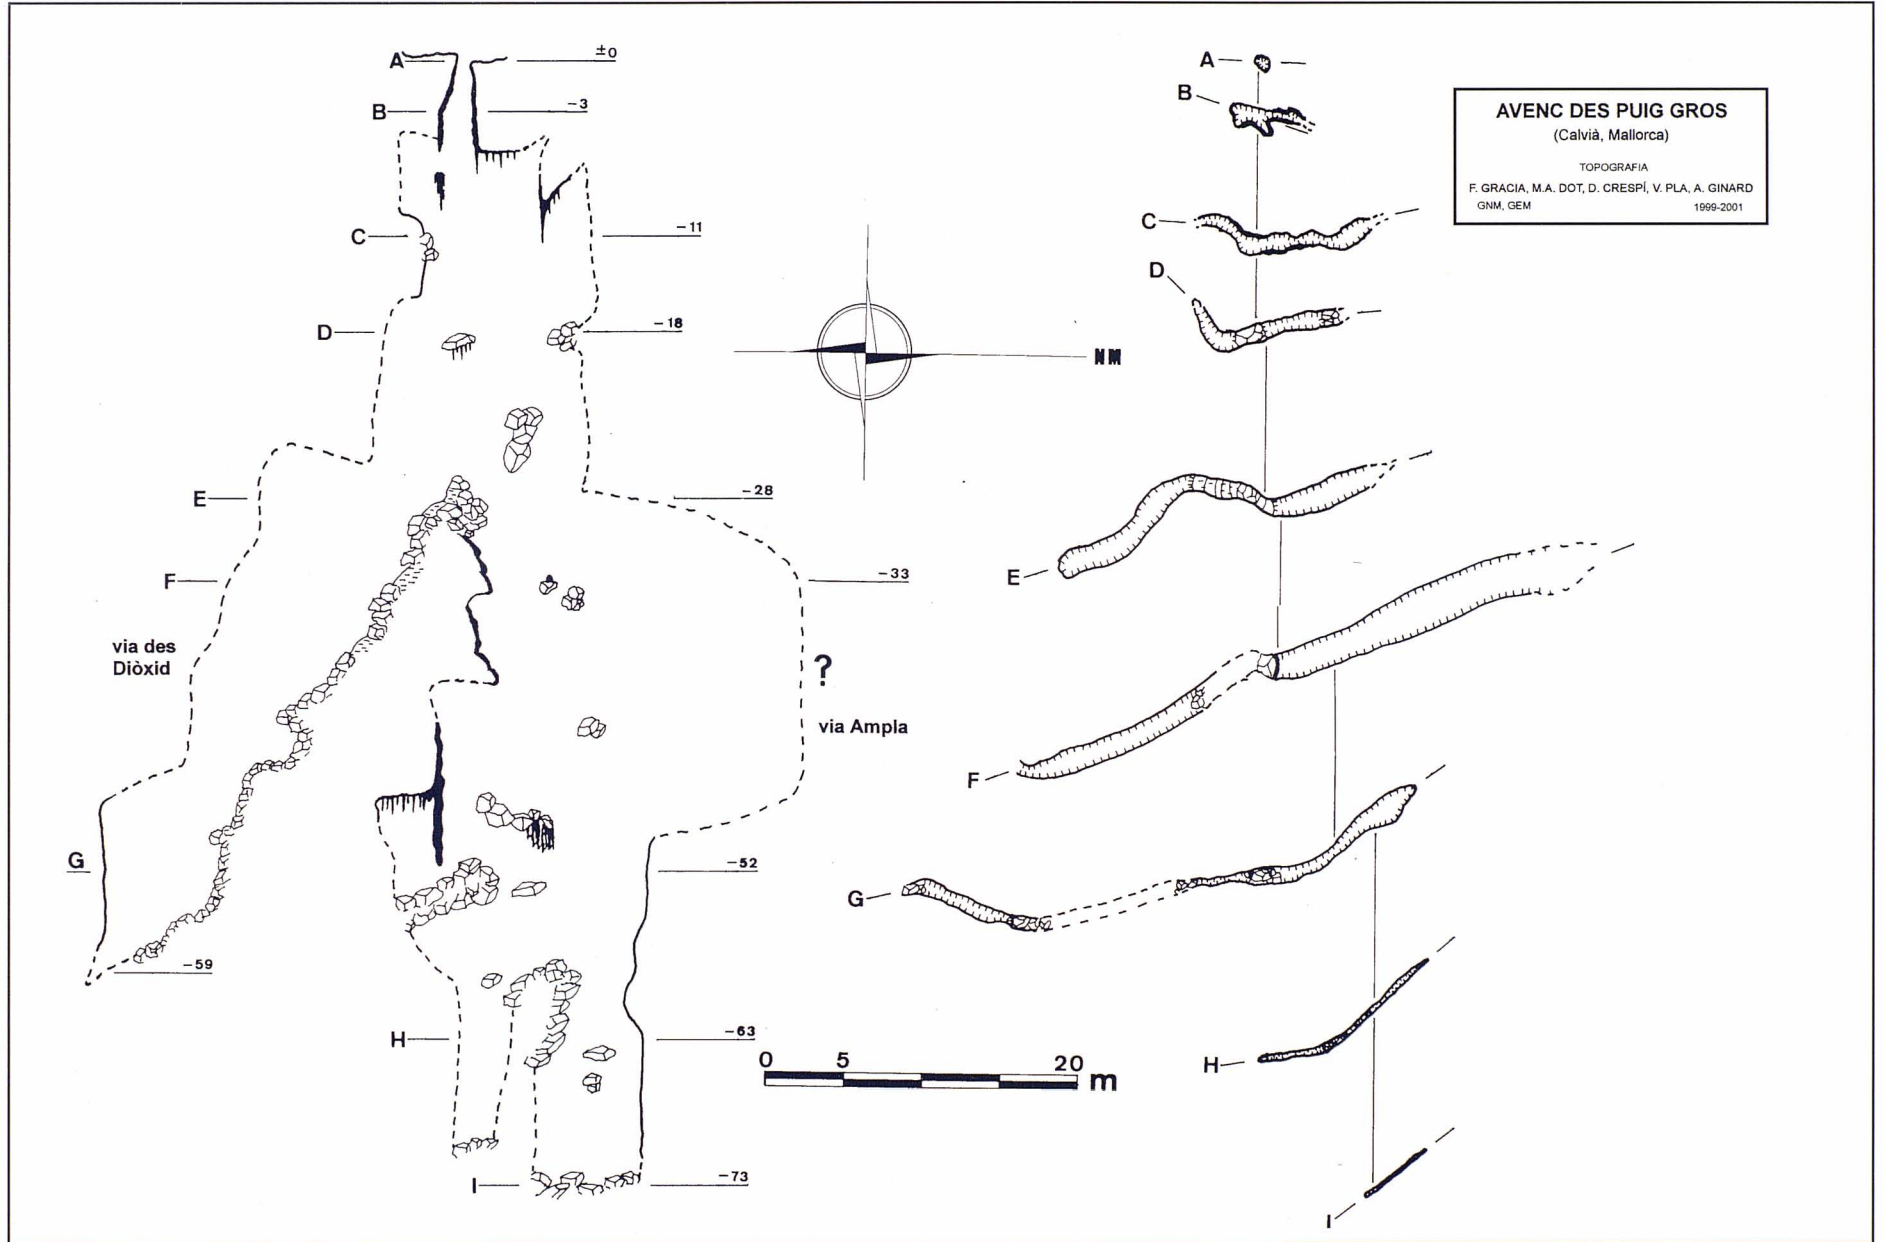 A
±0
B
-3
C
-11
D
-18
E
-28
F
-33
via des
Diòxid
?
via Ampla
G
-52
-59
H
-63
I
-73
NM
0 5 20
m
A
B
C
D
E
F
G
H
I
AVENC DES PUIG GROS
(Calvià, Mallorca)
TOPOGRAFIA
F. GRACIA, M.A. DOT, D. CRESPÍ, V. PLA, A. GINARD
GNM, GEM 1999-2001